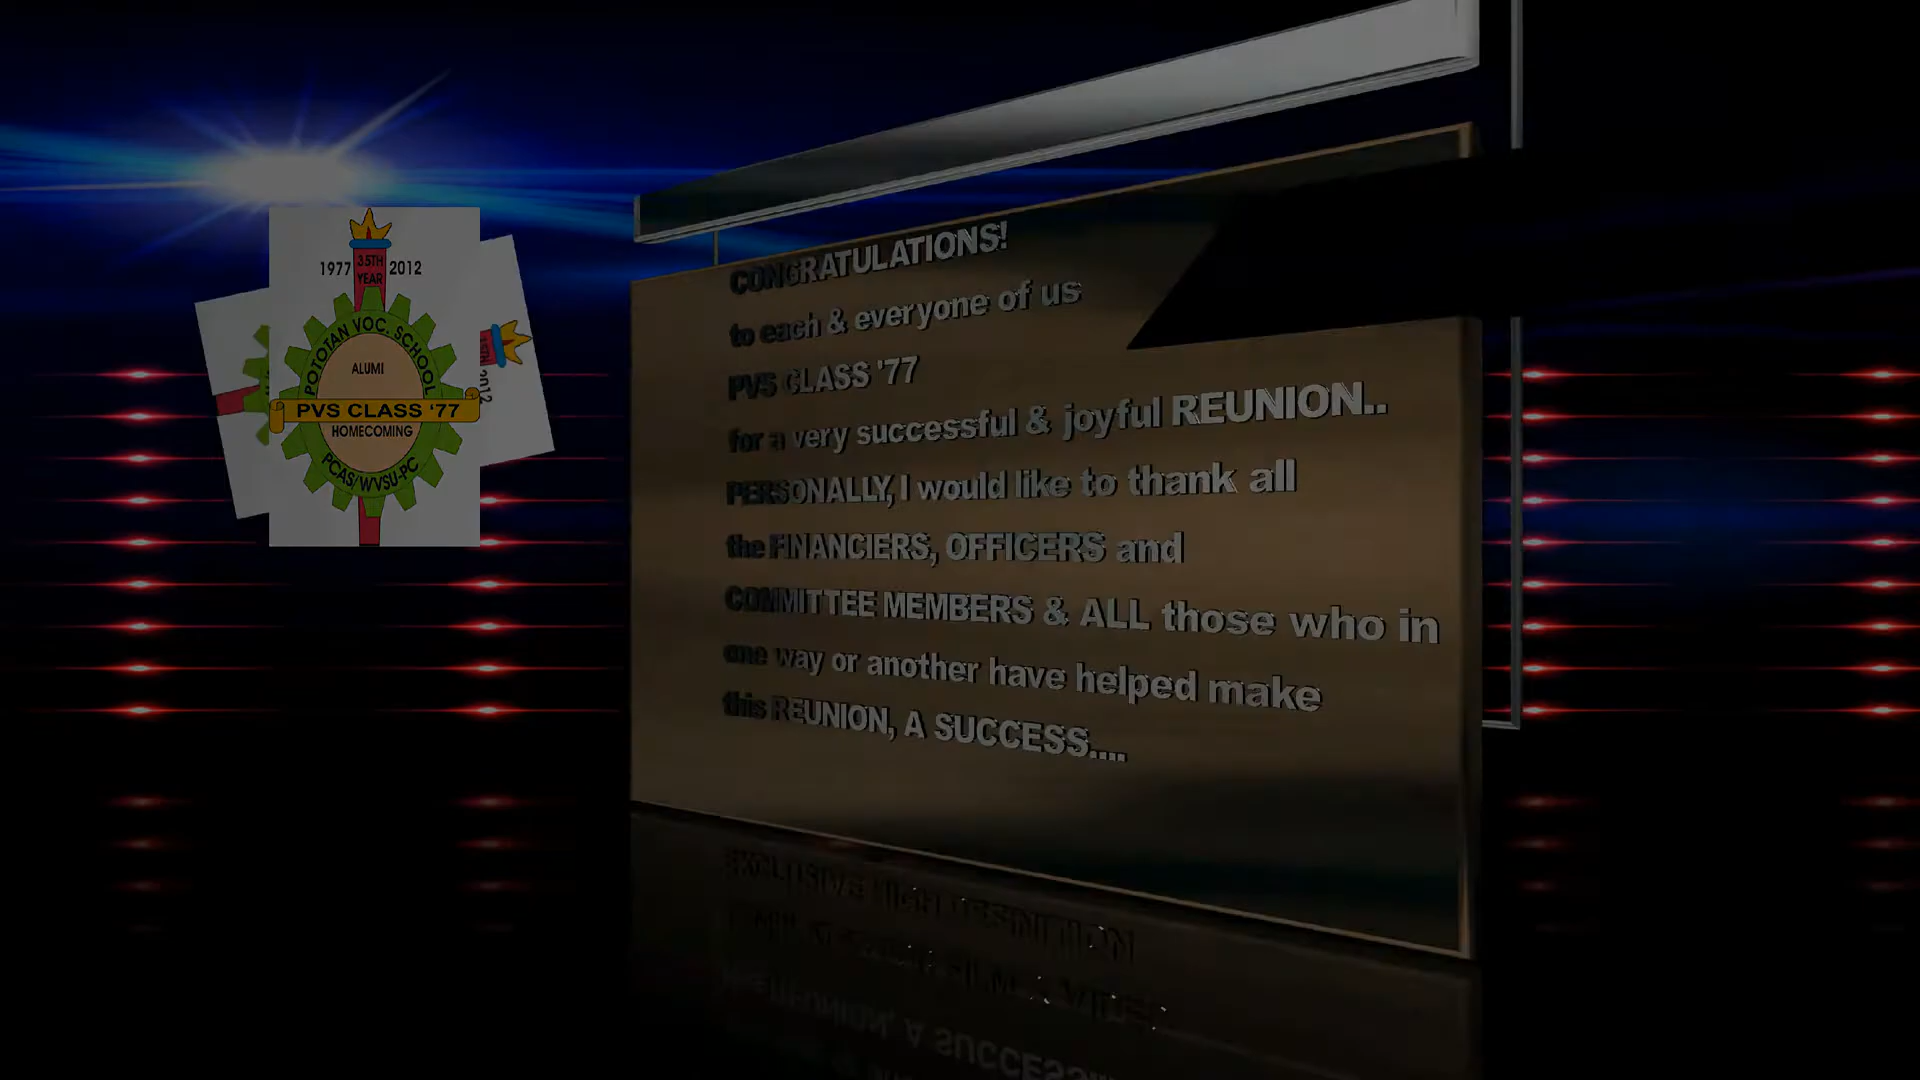 1977 35TH YEAR 2012
POTOTAN VOC. SCHOOL
ALUMI
PVS CLASS '77
HOMECOMING
PCAS/WVSU-PC
2012
CONGRATULATIONS!
to each & everyone of us
PVS CLASS '77
for a very successful & joyful REUNION..
PERSONALLY, I would like to thank all
the FINANCIERS, OFFICERS and
COMMITTEE MEMBERS & ALL those who in
one way or another have helped make
this REUNION, A SUCCESS....